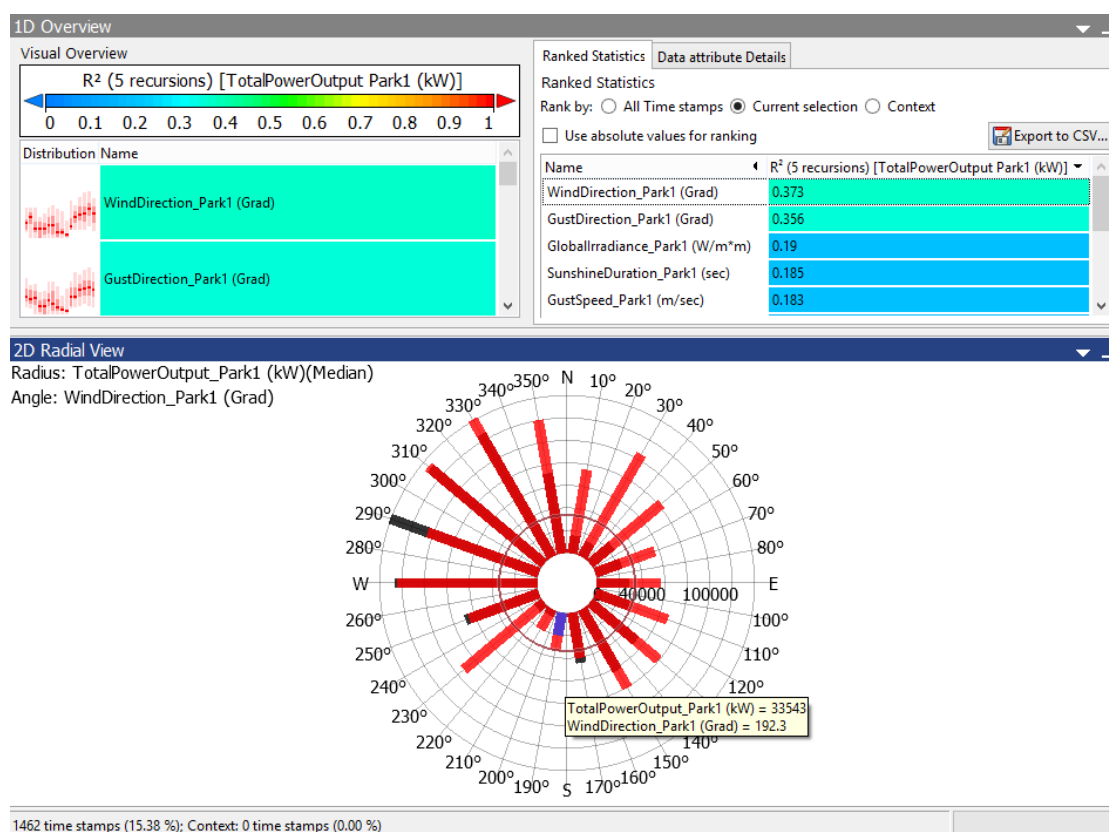 1D Overview
Visual Overview
R² (5 recursions) [TotalPowerOutput Park1 (kW)]
0 0.1 0.2 0.3 0.4 0.5 0.6 0.7 0.8 0.9 1
Distribution Name
WindDirection_Park1 (Grad)
GustDirection_Park1 (Grad)
Ranked Statistics Data attribute Details
Ranked Statistics
Rank by: All Time stamps Current selection Context
Use absolute values for ranking
Export to CSV...
Name R² (5 recursions) [TotalPowerOutput Park1 (kW)]
WindDirection_Park1 (Grad) 0.373
GustDirection_Park1 (Grad) 0.356
GlobalIrradiance_Park1 (W/m*m) 0.19
SunshineDuration_Park1 (sec) 0.185
GustSpeed_Park1 (m/sec) 0.183
2D Radial View
Radius: TotalPowerOutput_Park1 (kW)(Median)
Angle: WindDirection_Park1 (Grad)
N
10°
20°
30°
40°
50°
60°
70°
80°
E
100°
110°
120°
140°
150°
160°
170°
S
190°
200°
210°
220°
230°
240°
250°
260°
W
280°
290°
300°
310°
320°
330°
340°
350°
40000 100000
TotalPowerOutput_Park1 (kW) = 33543
WindDirection_Park1 (Grad) = 192.3
1462 time stamps (15.38 %); Context: 0 time stamps (0.00 %)